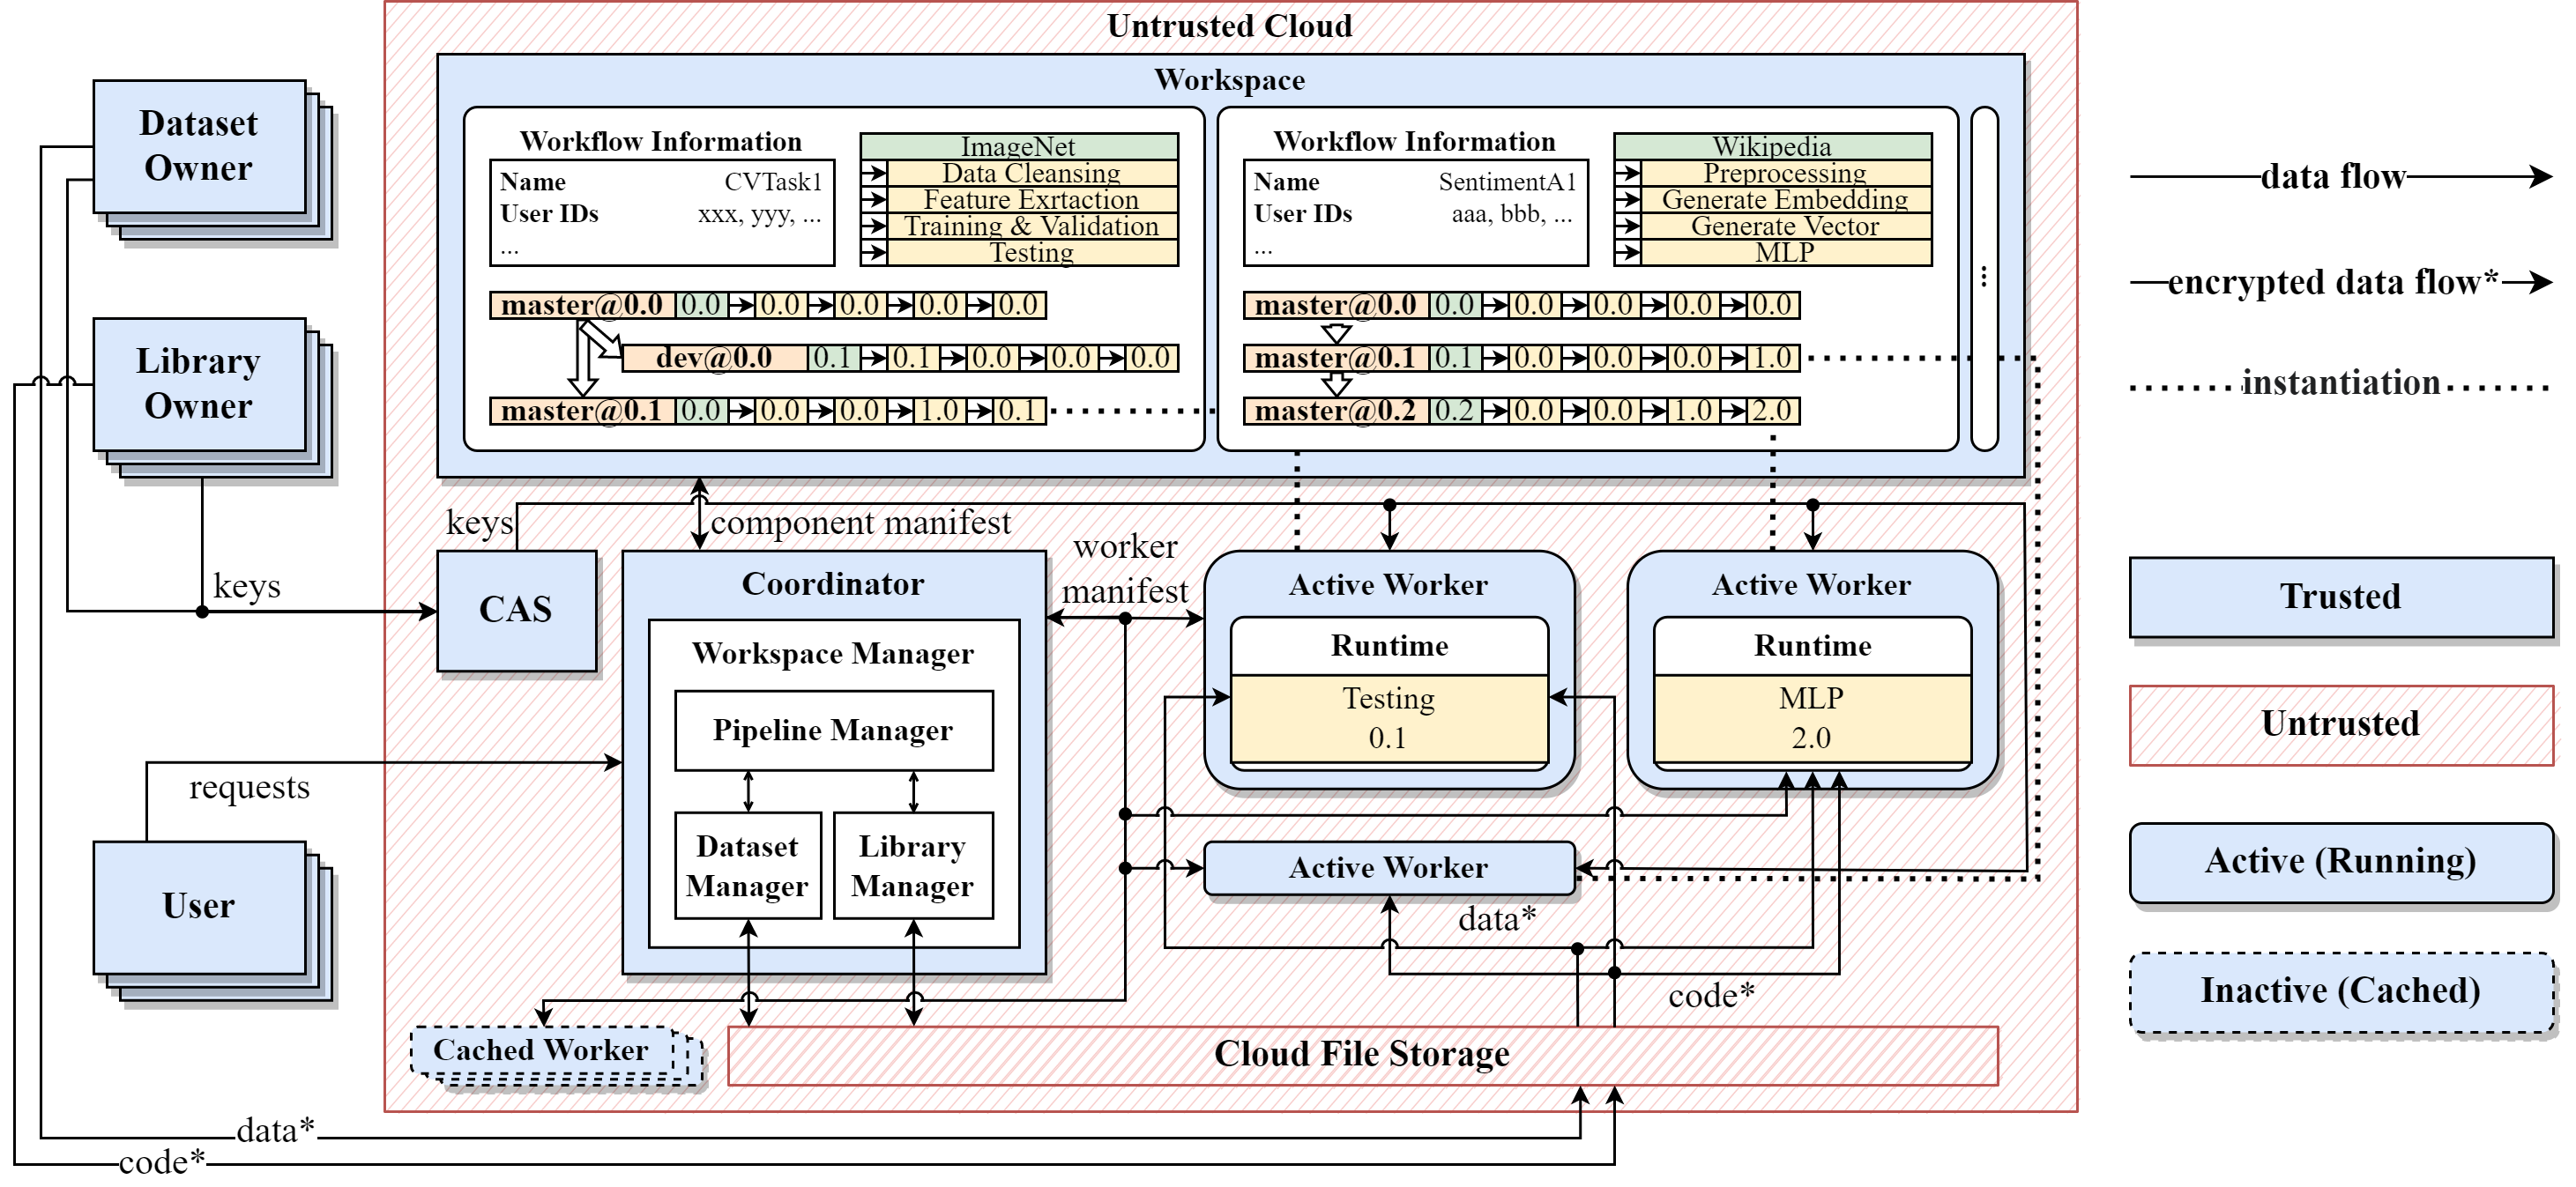 Untrusted Cloud
Workspace
Workflow Information
Name CVTask1
User IDs xxx, yyy, ...
...
ImageNet
Data Cleansing
Feature Exrtaction
Training & Validation
Testing
master@0.0 0.0 0.0 0.0 0.0 0.0
dev@0.0 0.1 0.1 0.0 0.0 0.0
master@0.1 0.0 0.0 0.0 1.0 0.1
Workflow Information
Name SentimentA1
User IDs aaa, bbb, ...
...
Wikipedia
Preprocessing
Generate Embedding
Generate Vector
MLP
master@0.0 0.0 0.0 0.0 0.0 0.0
master@0.1 0.1 0.0 0.0 0.0 1.0
master@0.2 0.2 0.0 0.0 1.0 2.0
...
Dataset
Owner
Library
Owner
keys
User
requests
keys
CAS
component manifest
Coordinator
Workspace Manager
Pipeline Manager
Dataset
Manager
Library
Manager
worker
manifest
Active Worker
Runtime
Testing
0.1
Active Worker
Runtime
MLP
2.0
Active Worker
data*
code*
Cached Worker
Cloud File Storage
data*
code*
data flow
encrypted data flow*
instantiation
Trusted
Untrusted
Active (Running)
Inactive (Cached)